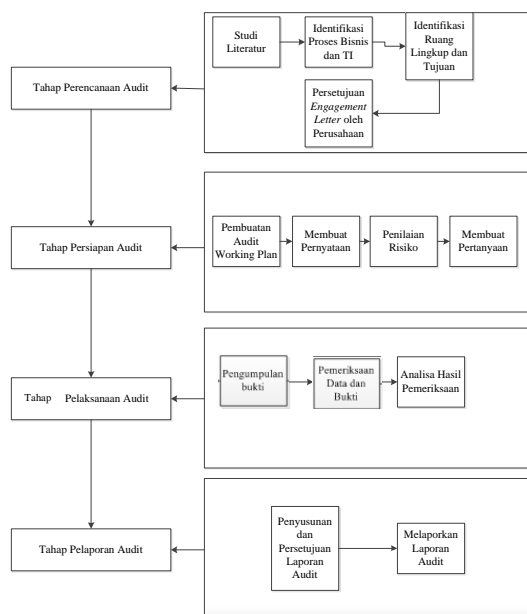 Studi
Literatur
Identifikasi
Proses Bisnis
dan TI
Identifikasi
Ruang
Lingkup dan
Tujuan
Tahap Perencanaan Audit
Persetujuan
Engagement
Letter oleh
Perusahaan
Tahap Persiapan Audit
Pembuatan
Audit
Working Plan
Membuat
Pernyataan
Penilaian
Risiko
Membuat
Pertanyaan
Tahap Pelaksanaan Audit
Pengumpulan
bukti
Pemeriksaan
Data dan
Bukti
Analisa Hasil
Pemeriksaan
Tahap Pelaporan Audit
Penyusunan
dan
Persetujuan
Laporan
Audit
Melaporkan
Laporan
Audit